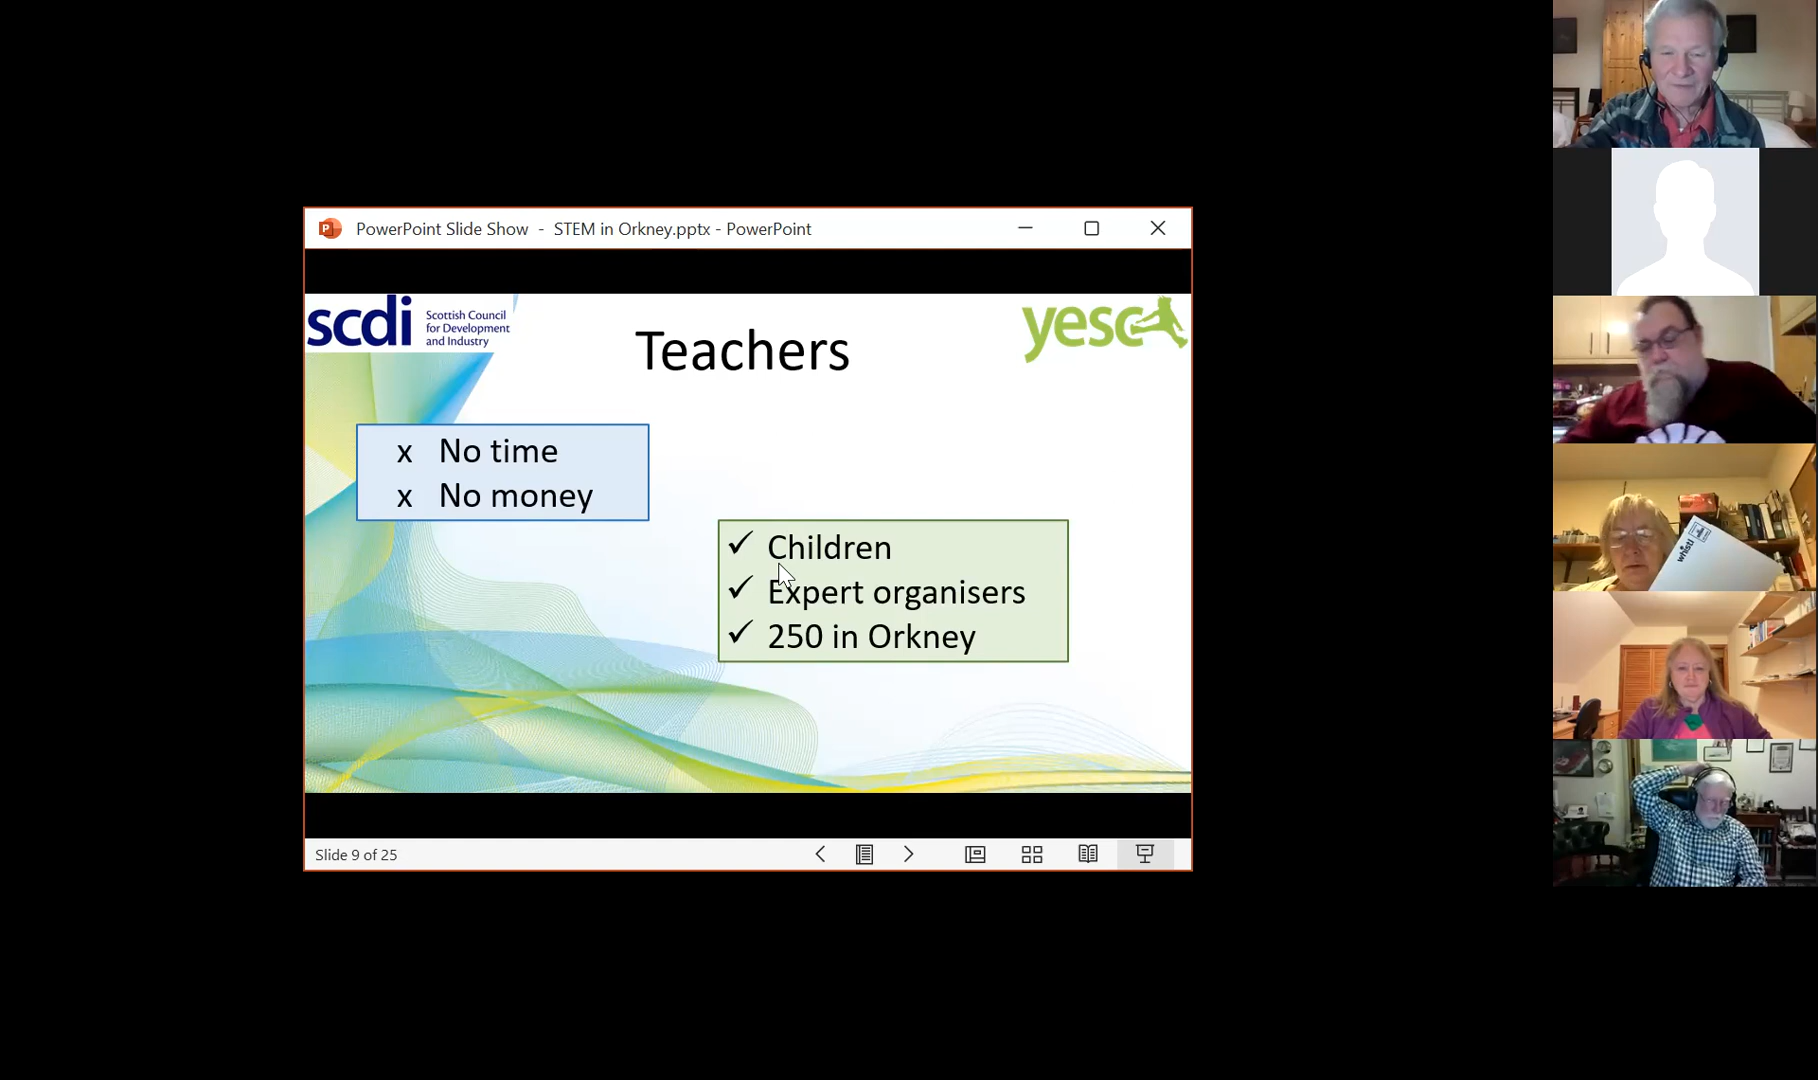 PowerPoint Slide Show - STEM in Orkney.pptx - PowerPoint
scdi
Scottish Council
for Development
and Industry
yesc
Teachers
x No time
x No money
✓ Children
✓ Expert organisers
✓ 250 in Orkney
Slide 9 of 25
whistl